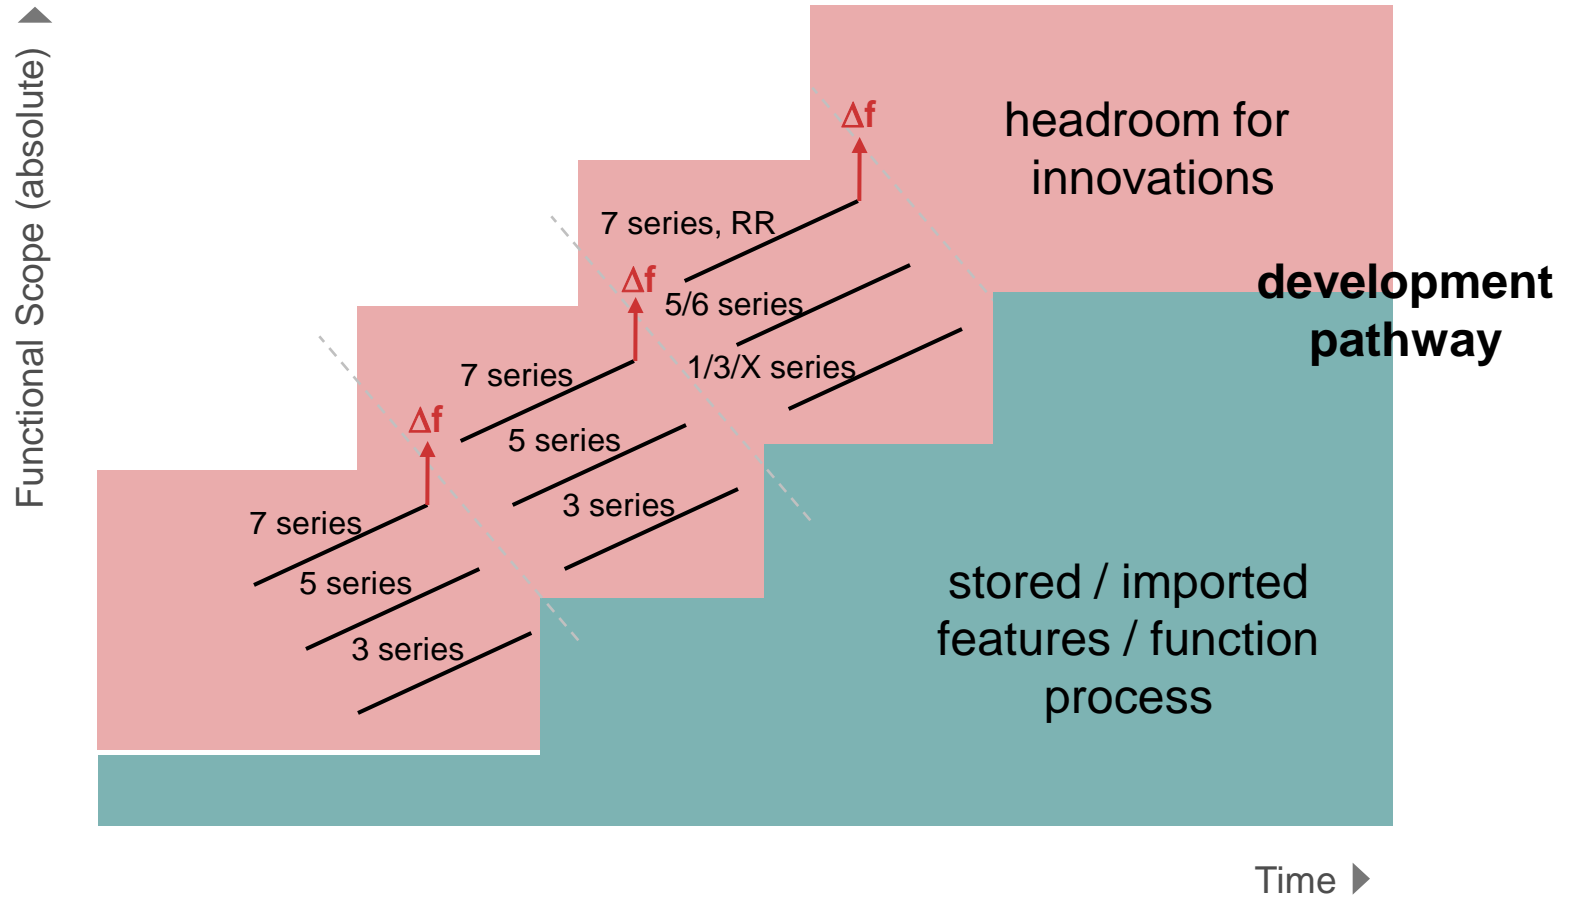 Functional Scope (absolute)
Δf
headroom for
innovations
7 series, RR
Δf
5/6 series
development
pathway
1/3/X series
7 series
Δf
5 series
3 series
7 series
5 series
3 series
stored / imported
features / function
process
Time